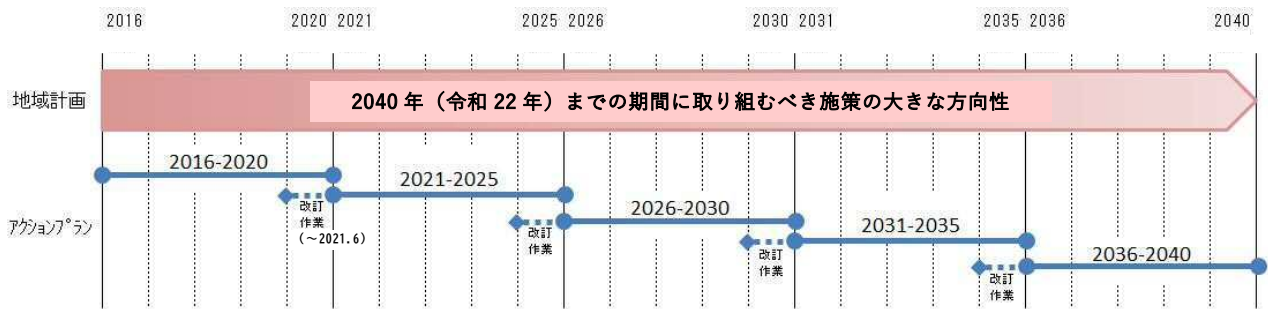 2016
2020 2021
2025 2026
2030 2031
2035 2036
2040
地域計画
2040 年（令和 22 年）までの期間に取り組むべき施策の大きな方向性
アクションプラン
2016-2020
改訂
作業
（～2021.6）
2021-2025
改訂
作業
2026-2030
改訂
作業
2031-2035
改訂
作業
2036-2040